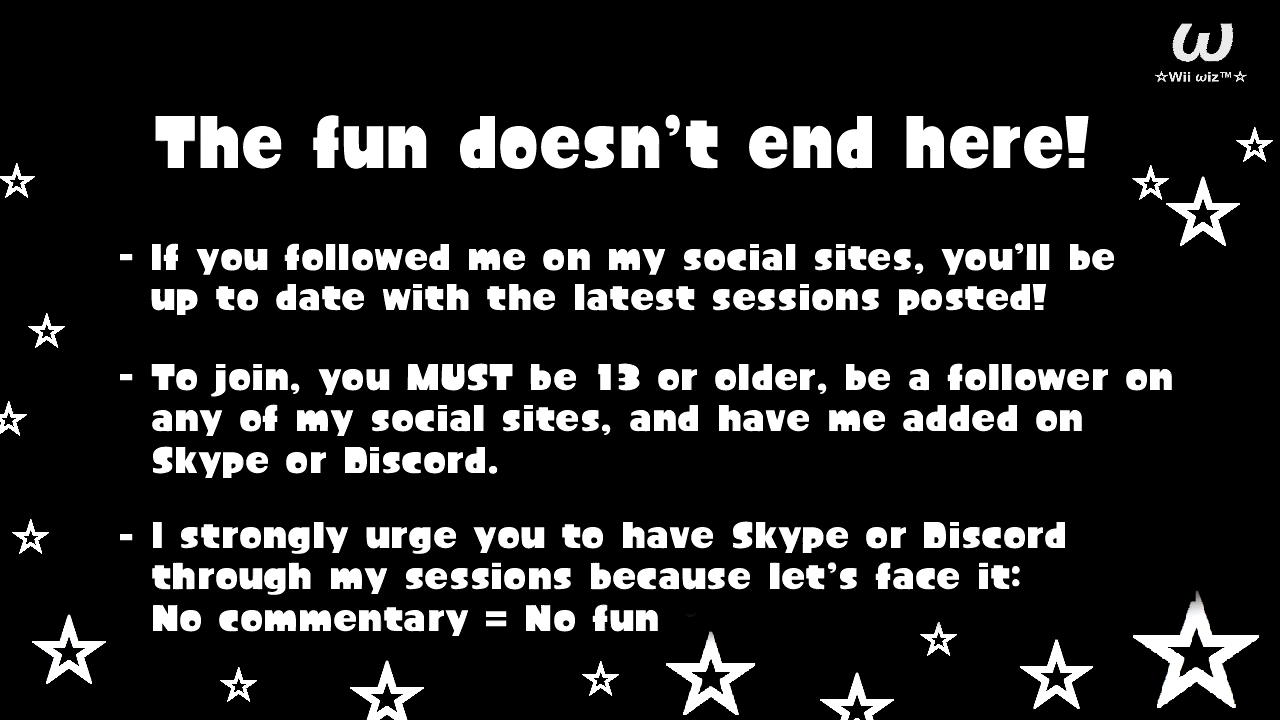 ω
☆Wii ωiz™☆
The fun doesn't end here!
- If you followed me on my social sites, you'll be
up to date with the latest sessions posted!
- To join, you MUST be 13 or older, be a follower on
any of my social sites, and have me added on
Skype or Discord.
- I strongly urge you to have Skype or Discord
through my sessions because let's face it:
No commentary = No fun